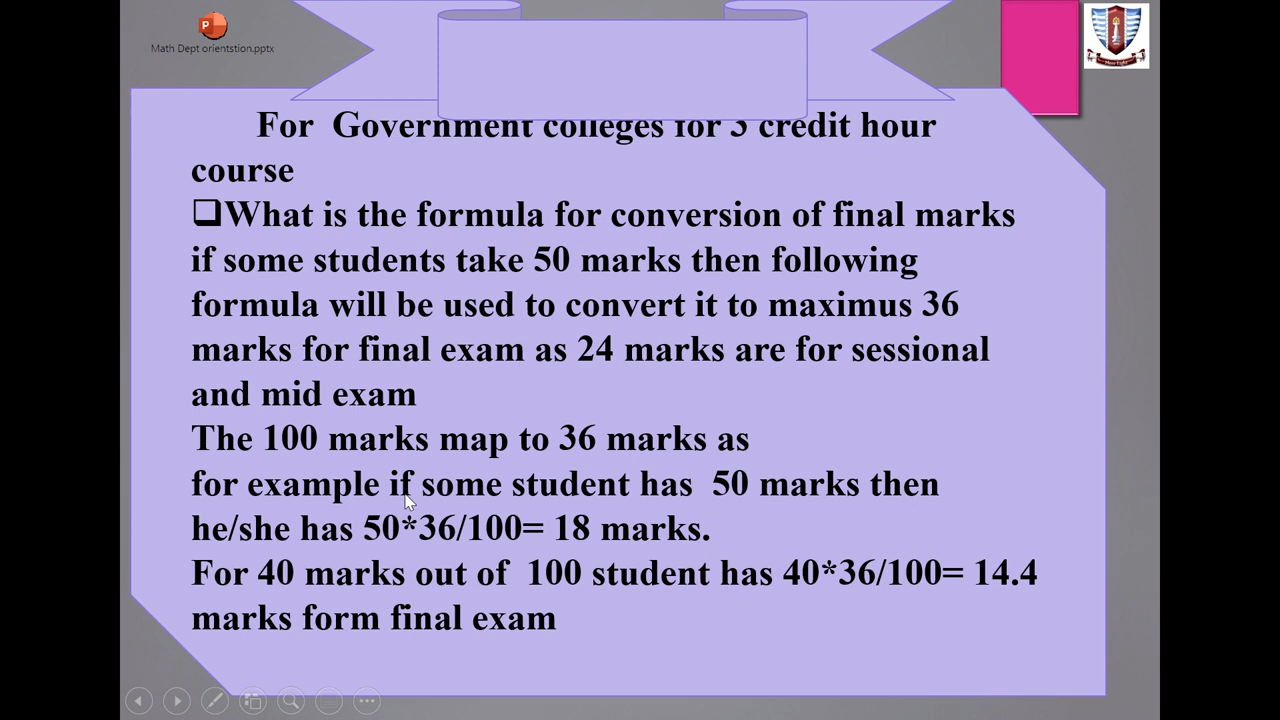 Math Dept orientstion.pptx
For Government colleges for 3 credit hour
course
❑What is the formula for conversion of final marks
if some students take 50 marks then following
formula will be used to convert it to maximus 36
marks for final exam as 24 marks are for sessional
and mid exam
The 100 marks map to 36 marks as
for example if some student has 50 marks then
he/she has 50*36/100= 18 marks.
For 40 marks out of 100 student has 40*36/100= 14.4
marks form final exam